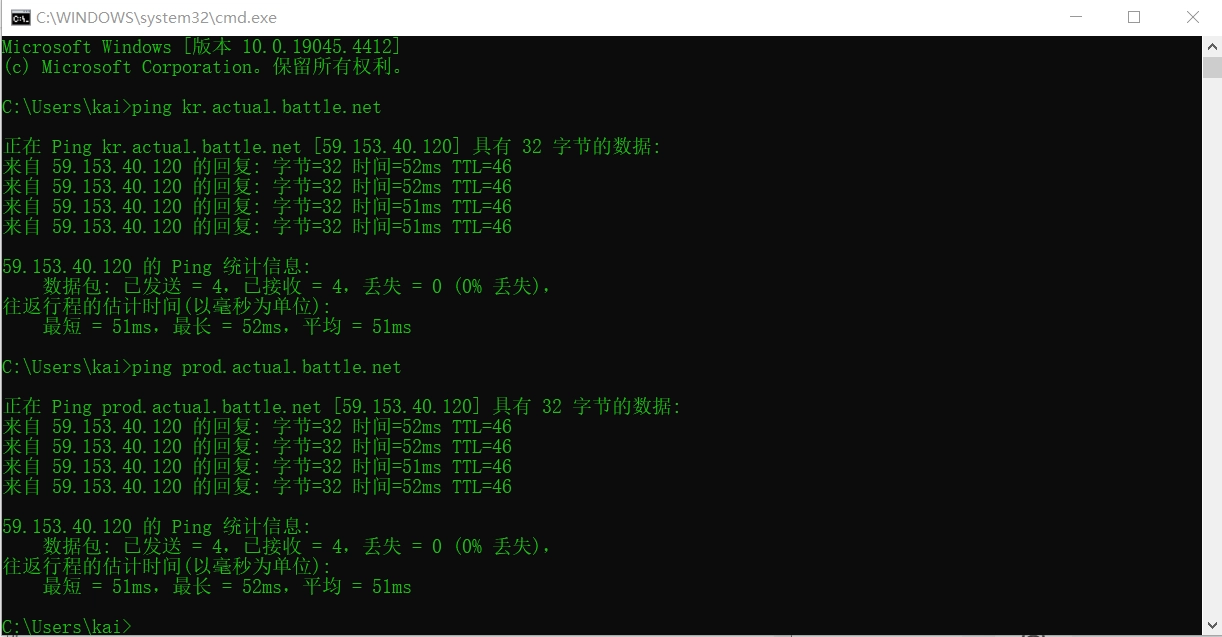 C:\WINDOWS\system32\cmd.exe
Microsoft Windows [版本 10.0.19045.4412]
(c) Microsoft Corporation。保留所有权利。
C:\Users\kai>ping kr.actual.battle.net
正在 Ping kr.actual.battle.net [59.153.40.120] 具有 32 字节的数据:
来自 59.153.40.120 的回复: 字节=32 时间=52ms TTL=46
来自 59.153.40.120 的回复: 字节=32 时间=52ms TTL=46
来自 59.153.40.120 的回复: 字节=32 时间=51ms TTL=46
来自 59.153.40.120 的回复: 字节=32 时间=51ms TTL=46
59.153.40.120 的 Ping 统计信息:
数据包: 已发送 = 4，已接收 = 4，丢失 = 0 (0% 丢失)，
往返行程的估计时间(以毫秒为单位):
最短 = 51ms，最长 = 52ms，平均 = 51ms
C:\Users\kai>ping prod.actual.battle.net
正在 Ping prod.actual.battle.net [59.153.40.120] 具有 32 字节的数据:
来自 59.153.40.120 的回复: 字节=32 时间=52ms TTL=46
来自 59.153.40.120 的回复: 字节=32 时间=52ms TTL=46
来自 59.153.40.120 的回复: 字节=32 时间=51ms TTL=46
来自 59.153.40.120 的回复: 字节=32 时间=52ms TTL=46
59.153.40.120 的 Ping 统计信息:
数据包: 已发送 = 4，已接收 = 4，丢失 = 0 (0% 丢失)，
往返行程的估计时间(以毫秒为单位):
最短 = 51ms，最长 = 52ms，平均 = 51ms
C:\Users\kai>